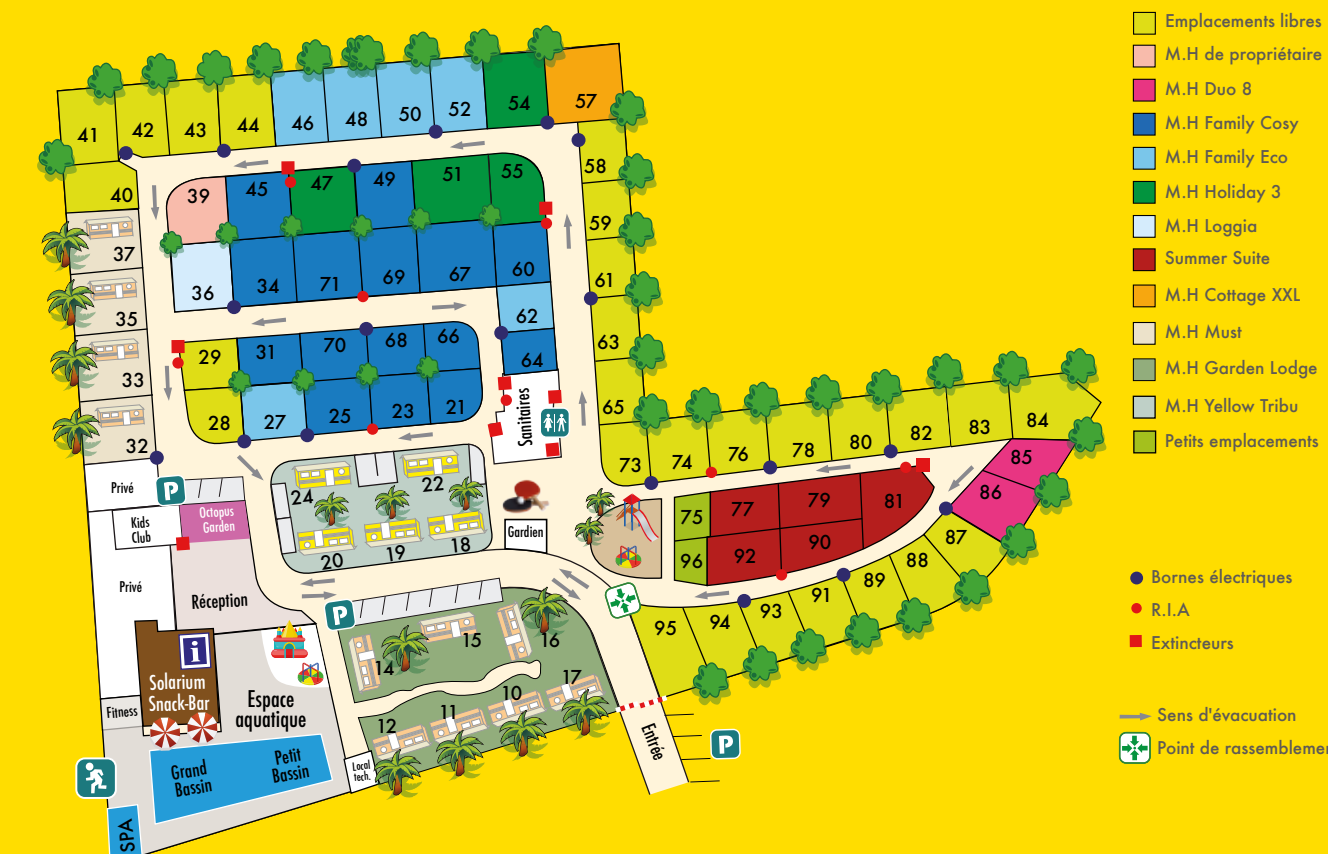 41 42 43 44 46 48 50 52 54 57
40 39 45 47 49 51 55 58
37 59
36 34 71 69 67 60 61
35 62
33 29 31 70 68 66 64 63
32 28 27 25 23 21 65
Sanitaires
73 74 76 78 80 82 83 84
85
86
87
24 22
20 19 18
75 77 79 81
96 92 90
88
89
91
93
94
95
Privé
P
Kids
Club
Octopus
Garden
Gardien
Privé
Réception
P
i
Solarium
Snack-Bar
Fitness
Espace
aquatique
Grand
Bassin
Petit
Bassin
SPA
Local
tech.
14 15 16
12 11 10 17
Entrée
P
Emplacements libres
M.H de propriétaire
M.H Duo 8
M.H Family Cosy
M.H Family Eco
M.H Holiday 3
M.H Loggia
Summer Suite
M.H Cottage XXL
M.H Must
M.H Garden Lodge
M.H Yellow Tribu
Petits emplacements
Bornes électriques
R.I.A
Extincteurs
Sens d'évacuation
Point de rassemblemen